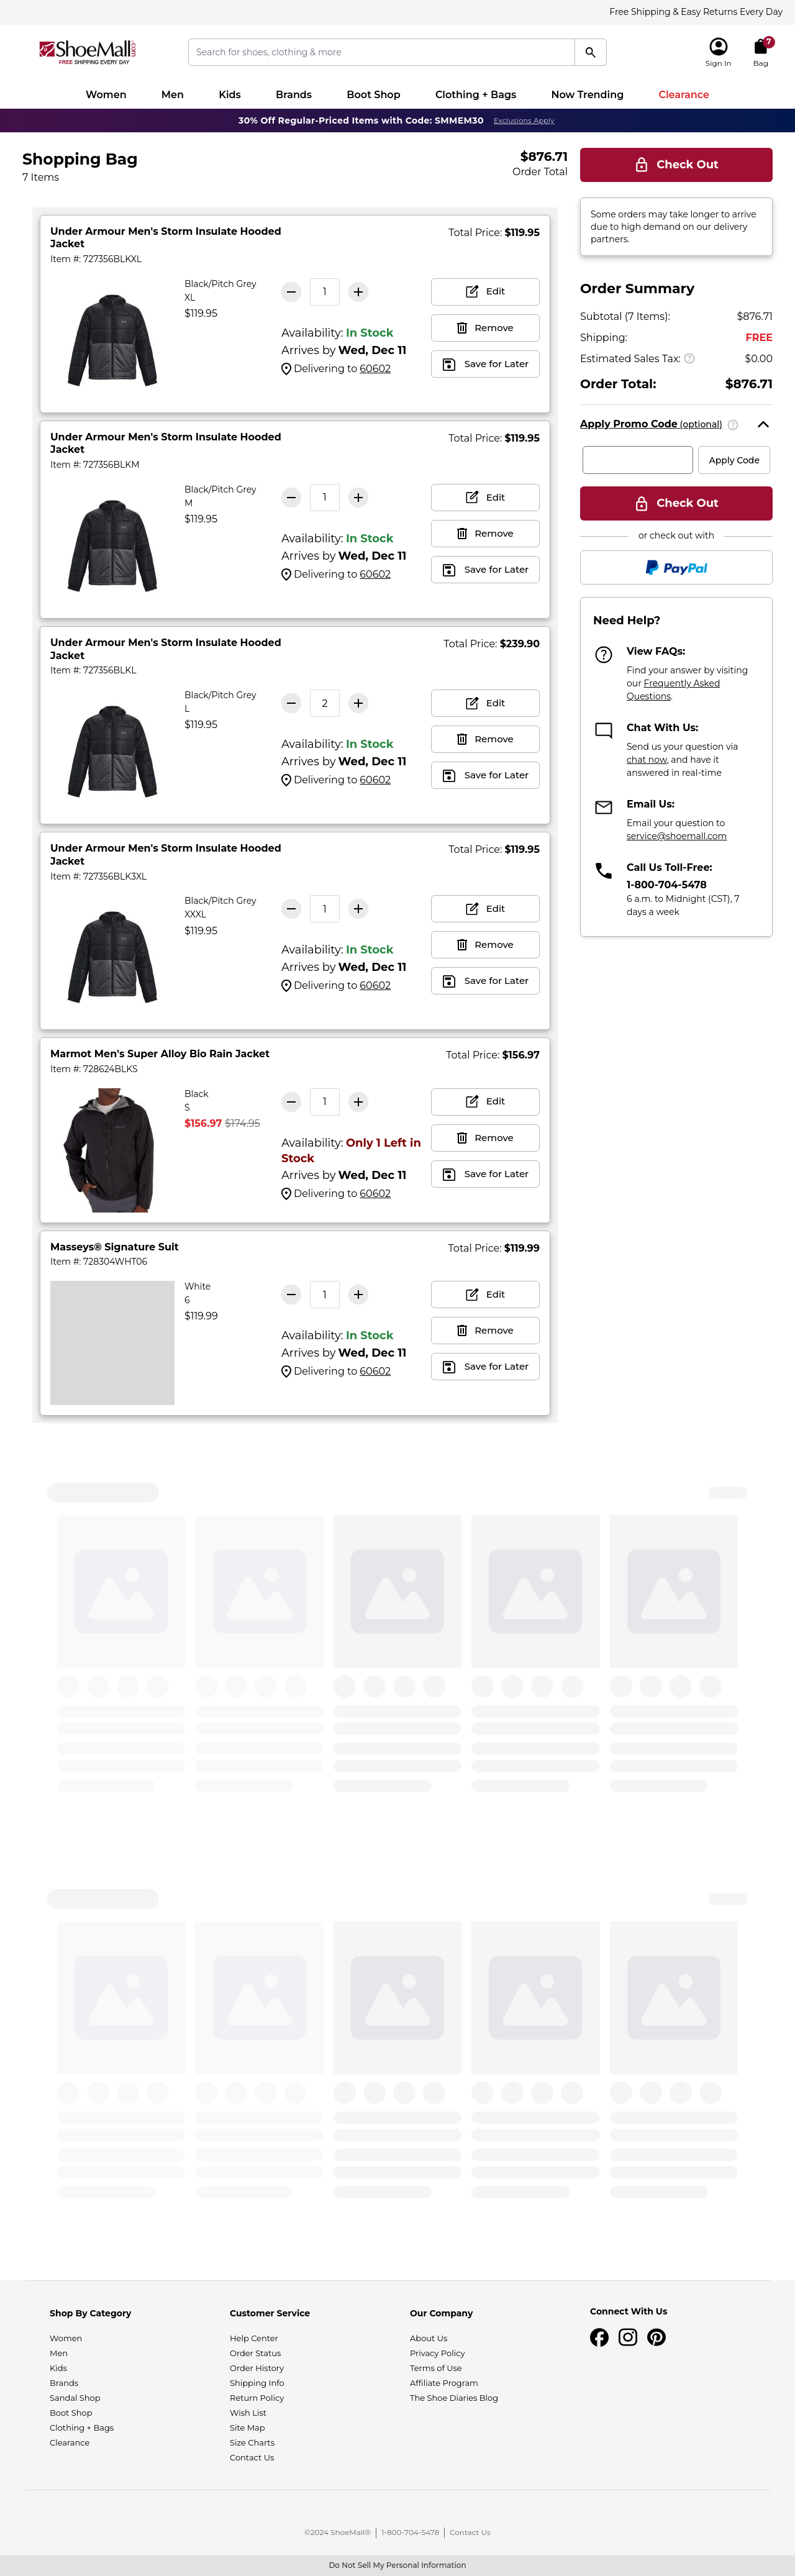 Free Shipping & Easy Returns Every Day
ShoeMall.com
FREE SHIPPING EVERY DAY
Search for shoes, clothing & more
Sign In
7
Bag
Women Men Kids Brands Boot Shop Clothing + Bags Now Trending Clearance
30% Off Regular-Priced Items with Code: SMMEM30 Exclusions Apply
Shopping Bag
7 Items
$876.71
Order Total
Under Armour Men's Storm Insulate Hooded
Jacket
Item #: 727356BLKXL
Total Price: $119.95
Black/Pitch Grey
XL
$119.95
1
Availability: In Stock
Arrives by Wed, Dec 11
Delivering to 60602
Edit
Remove
Save for Later
Under Armour Men's Storm Insulate Hooded
Jacket
Item #: 727356BLKM
Total Price: $119.95
Black/Pitch Grey
M
$119.95
1
Availability: In Stock
Arrives by Wed, Dec 11
Delivering to 60602
Edit
Remove
Save for Later
Under Armour Men's Storm Insulate Hooded
Jacket
Item #: 727356BLKL
Total Price: $239.90
Black/Pitch Grey
L
$119.95
2
Availability: In Stock
Arrives by Wed, Dec 11
Delivering to 60602
Edit
Remove
Save for Later
Under Armour Men's Storm Insulate Hooded
Jacket
Item #: 727356BLK3XL
Total Price: $119.95
Black/Pitch Grey
XXXL
$119.95
1
Availability: In Stock
Arrives by Wed, Dec 11
Delivering to 60602
Edit
Remove
Save for Later
Marmot Men's Super Alloy Bio Rain Jacket
Item #: 728624BLKS
Total Price: $156.97
Black
S
$156.97 $174.95
1
Availability: Only 1 Left in
Stock
Arrives by Wed, Dec 11
Delivering to 60602
Edit
Remove
Save for Later
Masseys® Signature Suit
Item #: 728304WHT06
Total Price: $119.99
White
6
$119.99
1
Availability: In Stock
Arrives by Wed, Dec 11
Delivering to 60602
Edit
Remove
Save for Later
Check Out
Some orders may take longer to arrive
due to high demand on our delivery
partners.
Order Summary
Subtotal (7 Items): $876.71
Shipping: FREE
Estimated Sales Tax: $0.00
Order Total: $876.71
Apply Promo Code (optional)
Apply Code
Check Out
or check out with
PayPal
Need Help?
View FAQs:
Find your answer by visiting
our Frequently Asked
Questions.
Chat With Us:
Send us your question via
chat now, and have it
answered in real-time
Email Us:
Email your question to
service@shoemall.com
Call Us Toll-Free:
1-800-704-5478
6 a.m. to Midnight (CST), 7
days a week
Shop By Category
Women
Men
Kids
Brands
Sandal Shop
Boot Shop
Clothing + Bags
Clearance
Customer Service
Help Center
Order Status
Order History
Shipping Info
Return Policy
Wish List
Site Map
Size Charts
Contact Us
Our Company
About Us
Privacy Policy
Terms of Use
Affiliate Program
The Shoe Diaries Blog
Connect With Us
©2024 ShoeMall® 1-800-704-5478 Contact Us
Do Not Sell My Personal Information